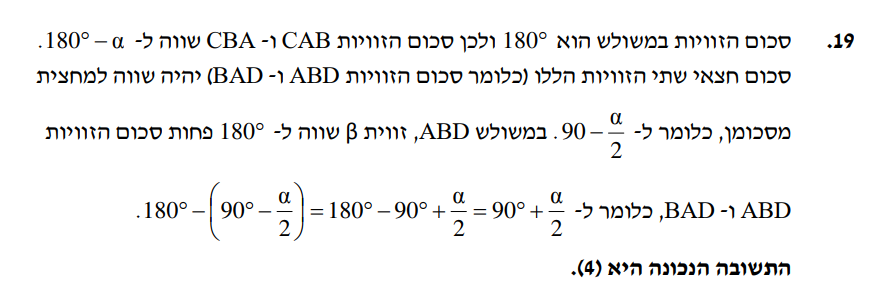 19. סכום הזוויות במשולש הוא 180° ולכן סכום הזוויות CAB ו- CBA שווה ל- 180° − α.
סכום חצאי שתי הזוויות הללו (כלומר סכום הזוויות ABD ו- BAD) יהיה שווה למחצית
מסכומן, כלומר ל- 90 − α/2. במשולש ABD, זווית β שווה ל- 180° פחות סכום הזוויות
ABD ו- BAD, כלומר ל- 180° − (90° − α/2) = 180° − 90° + α/2 = 90° + α/2.
התשובה הנכונה היא (4).